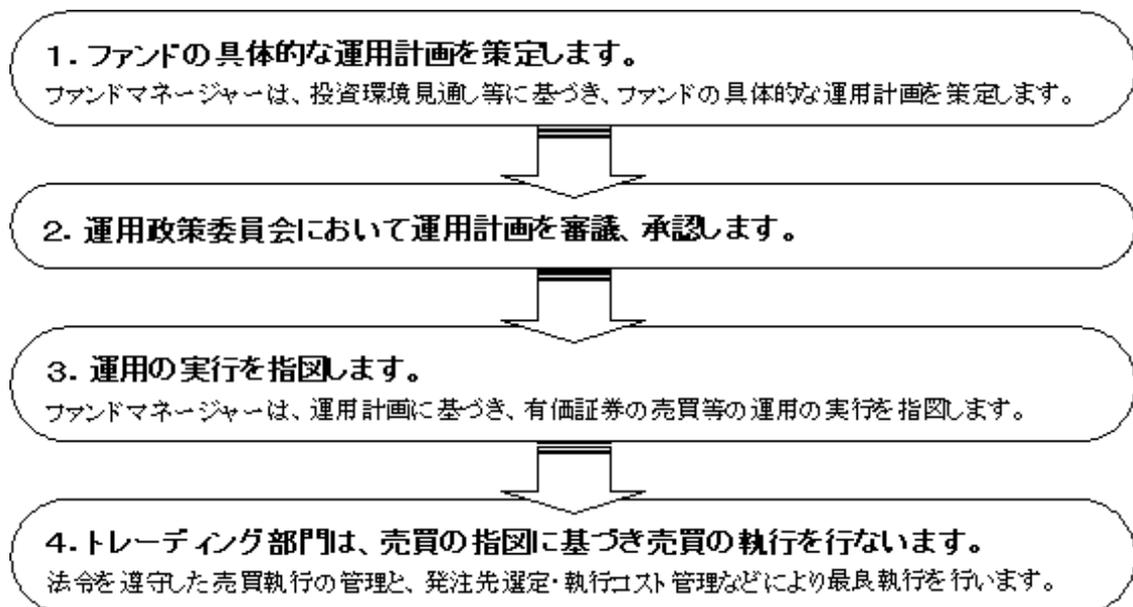 1. ファンドの具体的な運用計画を策定します。
ファンドマネージャーは、投資環境見通し等に基づき、ファンドの具体的な運用計画を策定します。
2. 運用政策委員会において運用計画を審議、承認します。
3. 運用の実行を指図します。
ファンドマネージャーは、運用計画に基づき、有価証券の売買等の運用の実行を指図します。
4. トレーディング部門は、売買の指図に基づき売買の執行を行ないます。
法令を遵守した売買執行の管理と、発注先選定・執行コスト管理などにより最良執行を行います。